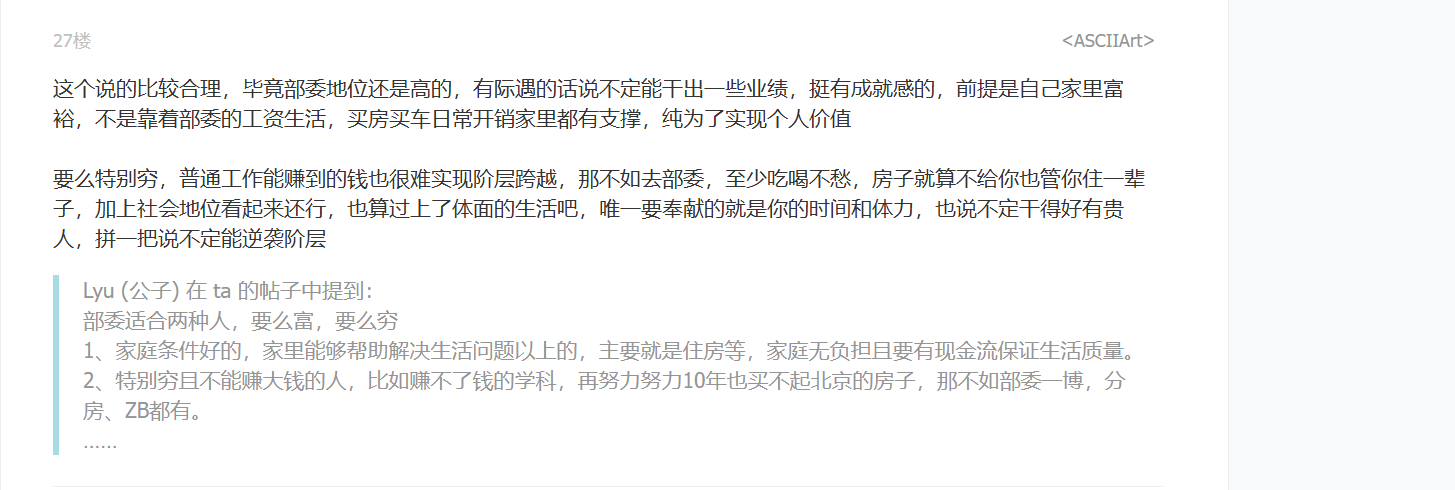 27楼
<ASCIIArt>
这个说的比较合理，毕竟部委地位还是高的，有际遇的话说不定能干出一些业绩，挺有成就感的，前提是自己家里富
裕，不是靠着部委的工资生活，买房买车日常开销家里都有支撑，纯为了实现个人价值
要么特别穷，普通工作能赚到的钱也很难实现阶层跨越，那不如去部委，至少吃喝不愁，房子就算不给你也管你住一辈
子，加上社会地位看起来还行，也算过上了体面的生活吧，唯一要奉献的就是你的时间和体力，也说不定干得好有贵
人，拼一把说不定能逆袭阶层
Lyu (公子) 在 ta 的帖子中提到：
部委适合两种人，要么富，要么穷
1、家庭条件好的，家里能够帮助解决生活问题以上的，主要就是住房等，家庭无负担且要有现金流保证生活质量。
2、特别穷且不能赚大钱的人，比如赚不了钱的学科，再努力努力10年也买不起北京的房子，那不如部委一博，分
房、ZB都有。
……